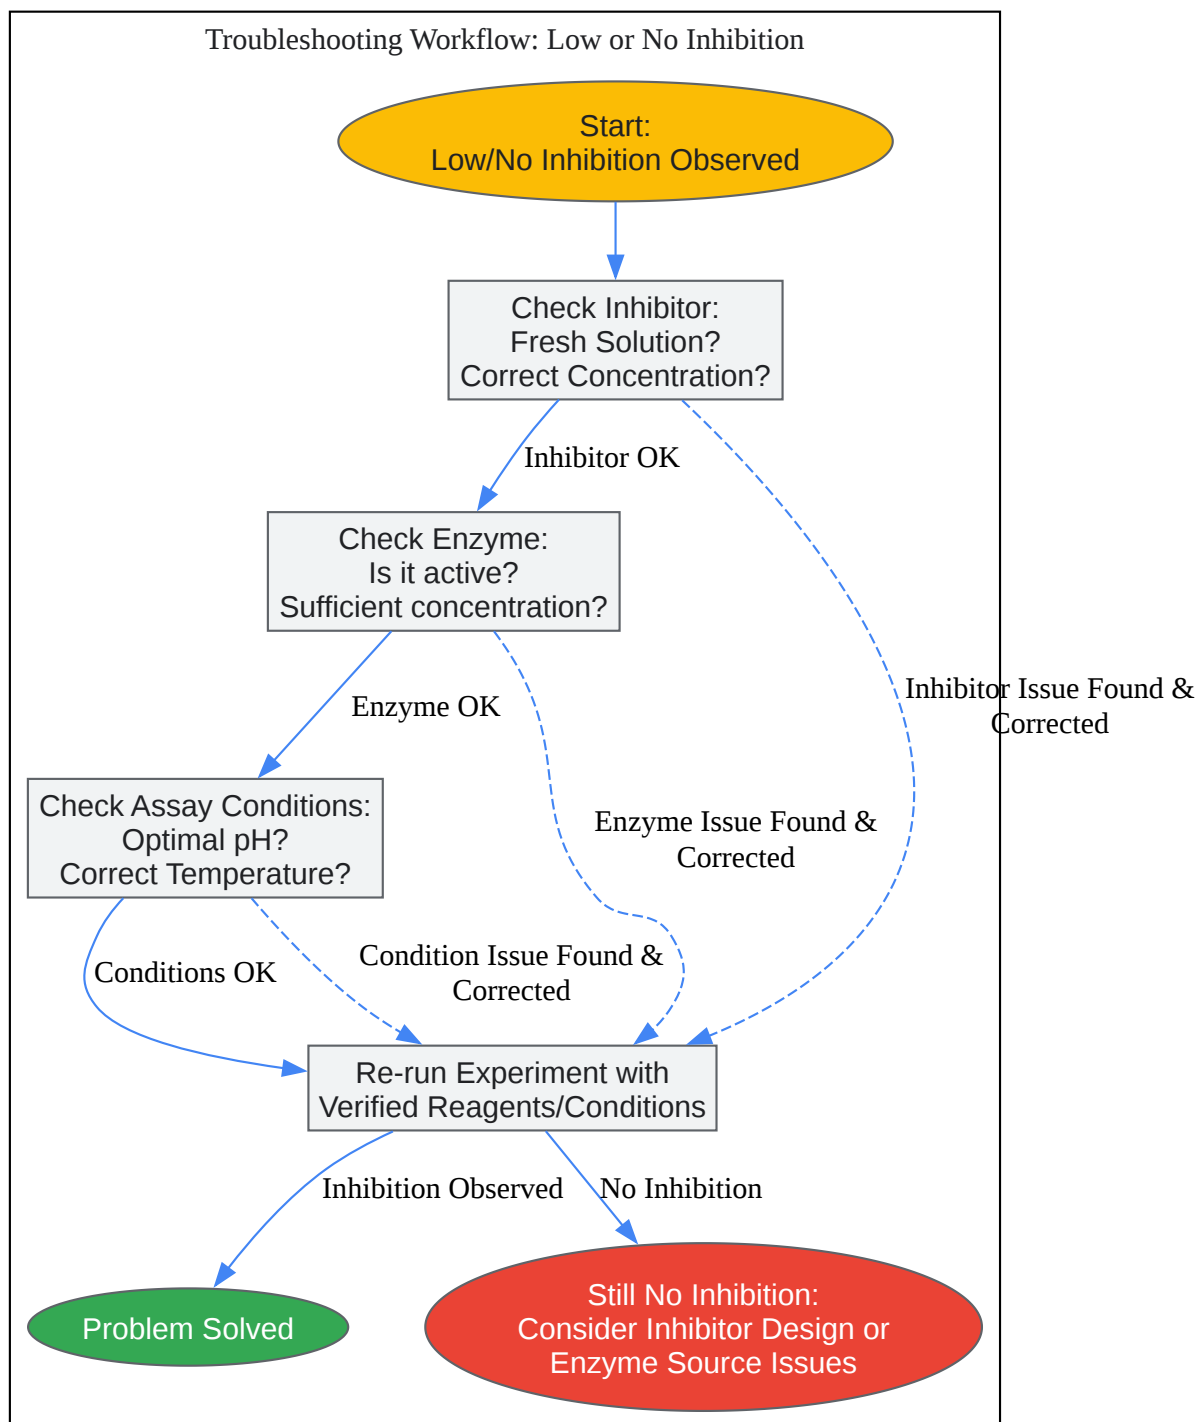 Troubleshooting Workflow: Low or No Inhibition
Start:
Low/No Inhibition Observed
Check Inhibitor:
Fresh Solution?
Correct Concentration?
Inhibitor OK
Check Enzyme:
Is it active?
Sufficient concentration?
Inhibitor Issue Found &
Corrected
Enzyme OK
Check Assay Conditions:
Optimal pH?
Correct Temperature?
Enzyme Issue Found &
Corrected
Conditions OK
Condition Issue Found &
Corrected
Re-run Experiment with
Verified Reagents/Conditions
Inhibition Observed
No Inhibition
Problem Solved
Still No Inhibition:
Consider Inhibitor Design or
Enzyme Source Issues